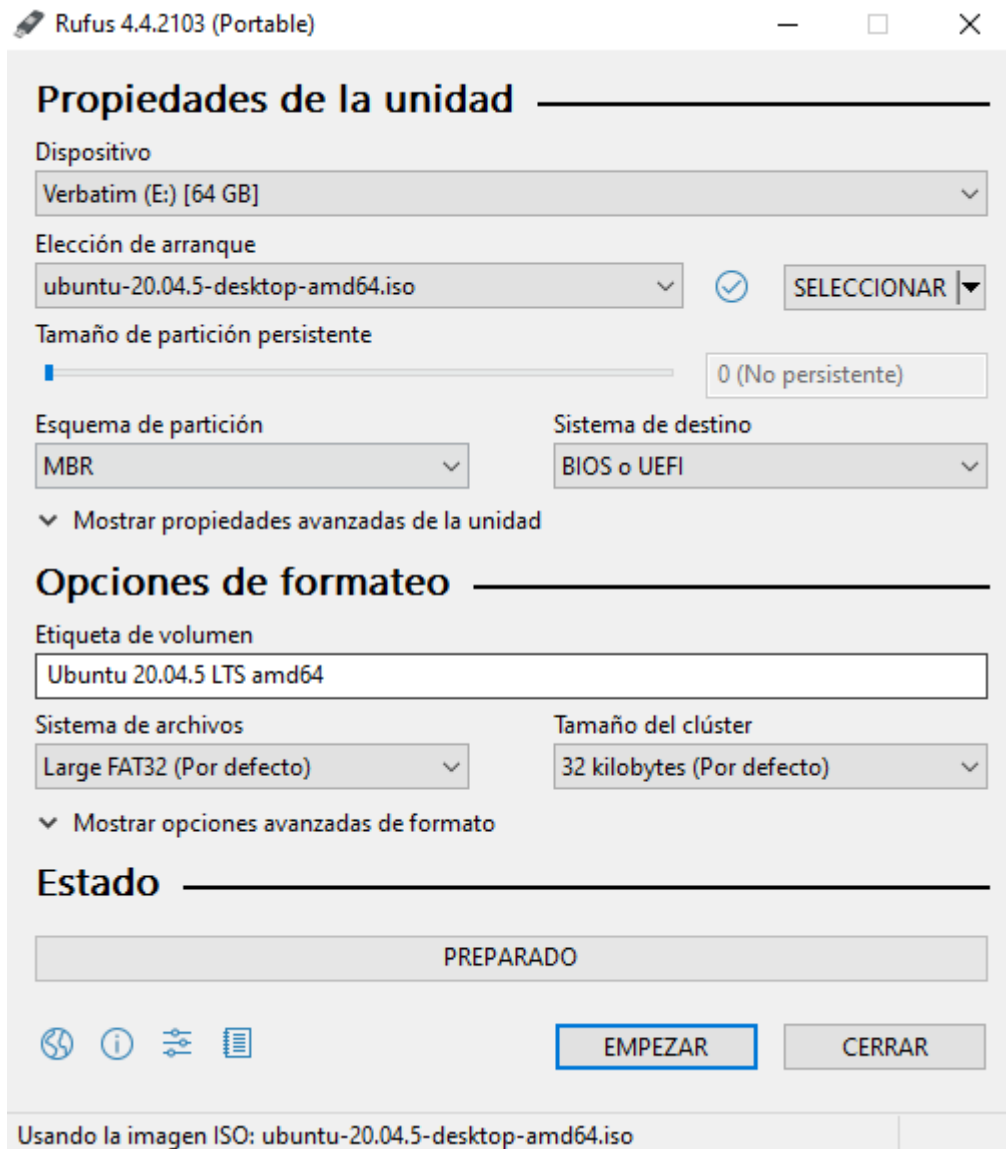 Rufus 4.4.2103 (Portable)
Propiedades de la unidad
Dispositivo
Verbatim (E:) [64 GB]
Elección de arranque
ubuntu-20.04.5-desktop-amd64.iso
SELECCIONAR
Tamaño de partición persistente
0 (No persistente)
Esquema de partición
Sistema de destino
MBR
BIOS o UEFI
Mostrar propiedades avanzadas de la unidad
Opciones de formateo
Etiqueta de volumen
Ubuntu 20.04.5 LTS amd64
Sistema de archivos
Tamaño del clúster
Large FAT32 (Por defecto)
32 kilobytes (Por defecto)
Mostrar opciones avanzadas de formato
Estado
PREPARADO
EMPEZAR
CERRAR
Usando la imagen ISO: ubuntu-20.04.5-desktop-amd64.iso